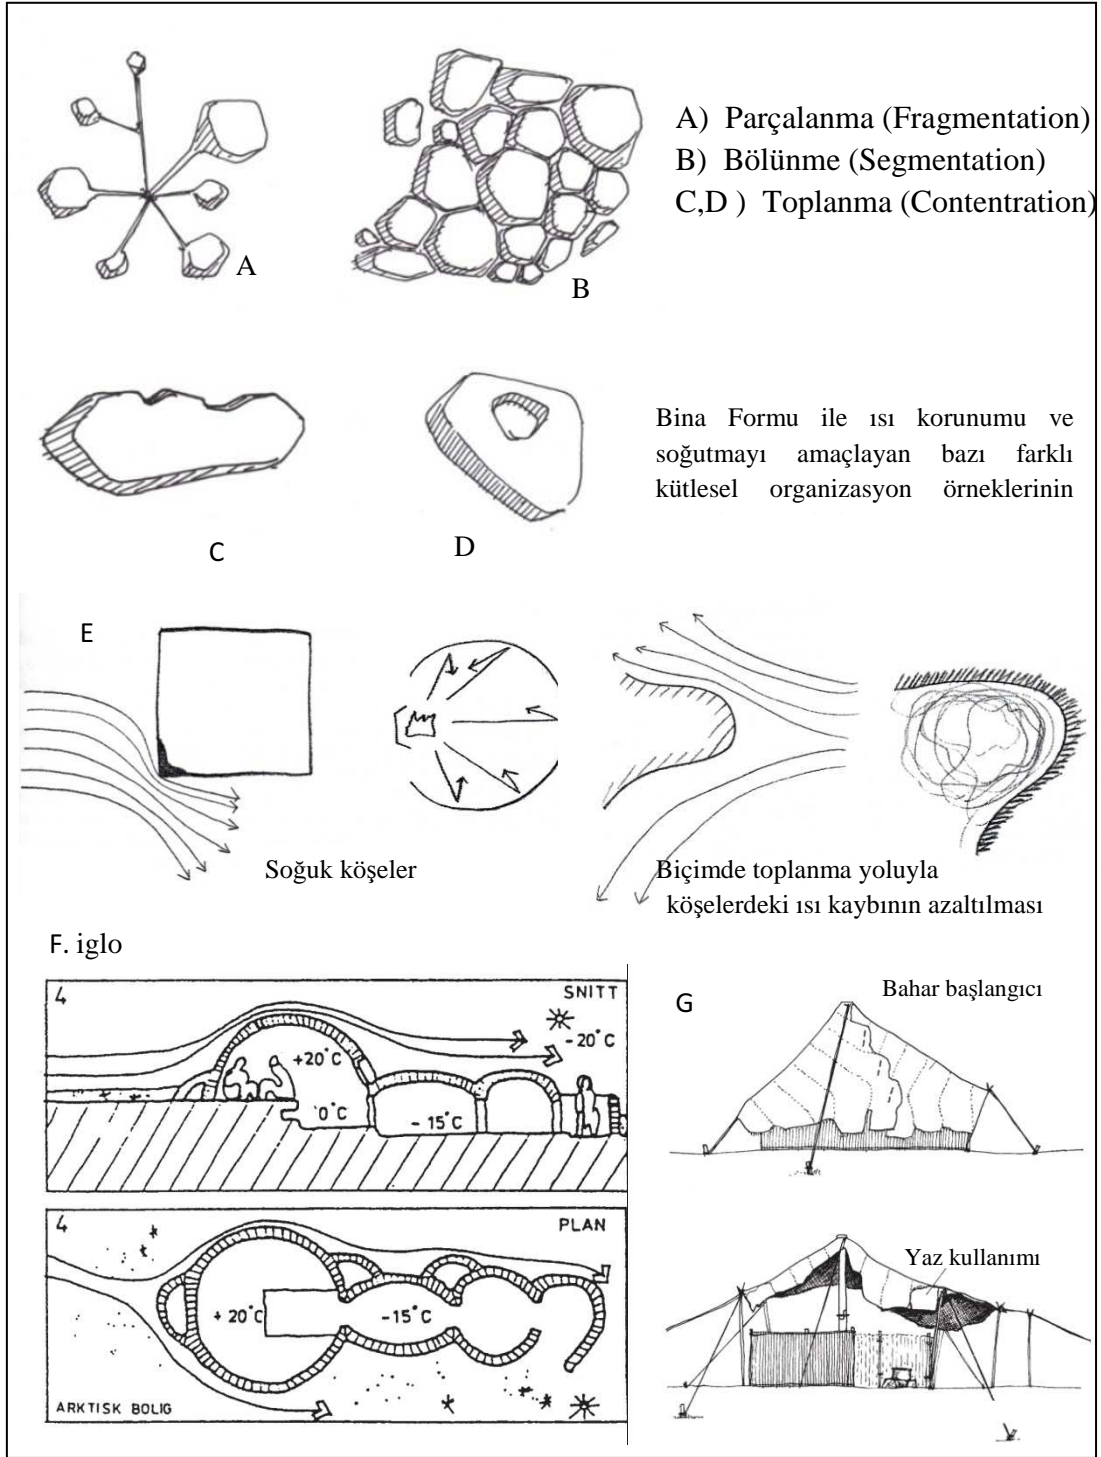 A) Parçalanma (Fragmentation)
B) Bölünme (Segmentation)
C,D ) Toplanma (Contentration)
A
B
Bina Formu ile ısı korunumu ve
soğutmayı amaçlayan bazı farklı
kütlesel organizasyon örneklerinin
C
D
E
Soğuk köşeler
Biçimde toplanma yoluyla
köşelerdeki ısı kaybının azaltılması
F. iglo
4
SNITT
-20°C
+20°C
0°C
-15°C
4
PLAN
+20°C
-15°C
ARKTISK BOLIG
G
Bahar başlangıcı
Yaz kullanımı